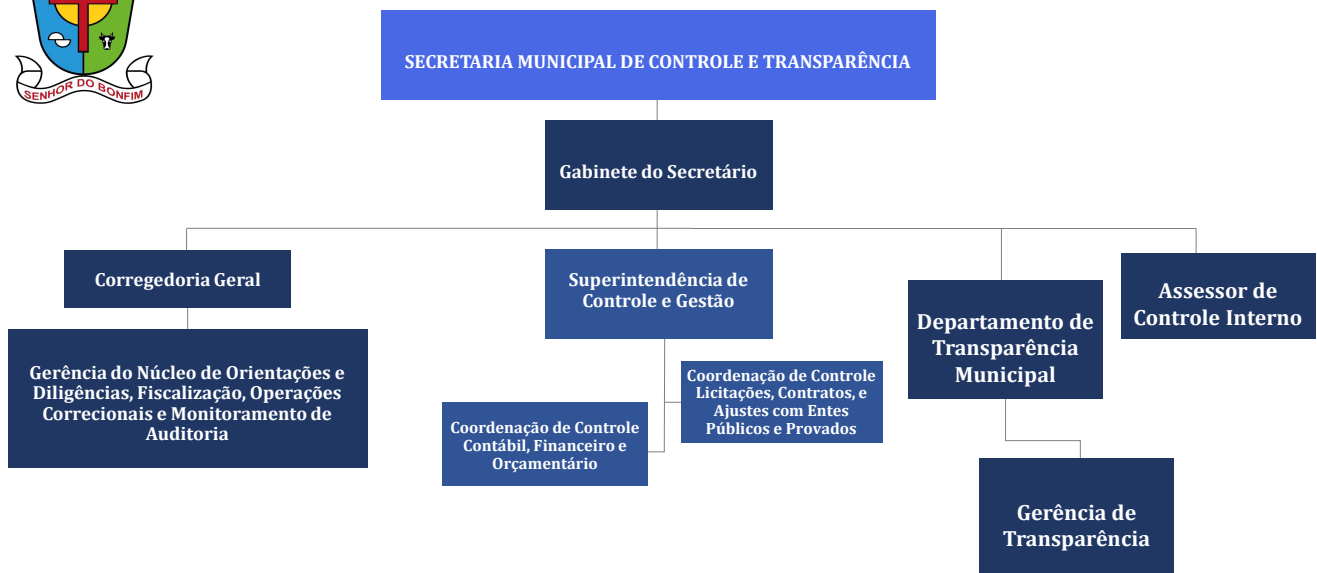 SENHOR DO BONFIM
SECRETARIA MUNICIPAL DE CONTROLE E TRANSPARÊNCIA
Gabinete do Secretário
Corregedoria Geral
Gerência do Núcleo de Orientações e
Diligências, Fiscalização, Operações
Correcionais e Monitoramento de
Auditoria
Superintendência de
Controle e Gestão
Coordenação de Controle
Contábil, Financeiro e
Orçamentário
Coordenação de Controle
Licitações, Contratos, e
Ajustes com Entes
Públicos e Provados
Departamento de
Transparência
Municipal
Gerência de
Transparência
Assessor de
Controle Interno